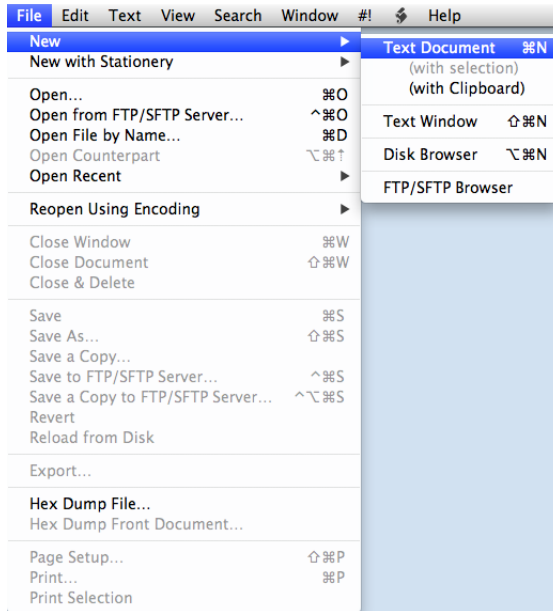 File Edit Text View Search Window #! Help
New
New with Stationery
Open... ⌘O
Open from FTP/SFTP Server... ^⌘O
Open File by Name... ⌘D
Open Counterpart ⌥⌘↑
Open Recent
Reopen Using Encoding
Close Window ⌘W
Close Document ⇧⌘W
Close & Delete
Save ⌘S
Save As... ⇧⌘S
Save a Copy...
Save to FTP/SFTP Server... ^⌘S
Save a Copy to FTP/SFTP Server... ^⌥⌘S
Revert
Reload from Disk
Export...
Hex Dump File...
Hex Dump Front Document...
Page Setup... ⇧⌘P
Print... ⌘P
Print Selection
Text Document ⌘N
(with selection)
(with Clipboard)
Text Window ⇧⌘N
Disk Browser ⌥⌘N
FTP/SFTP Browser